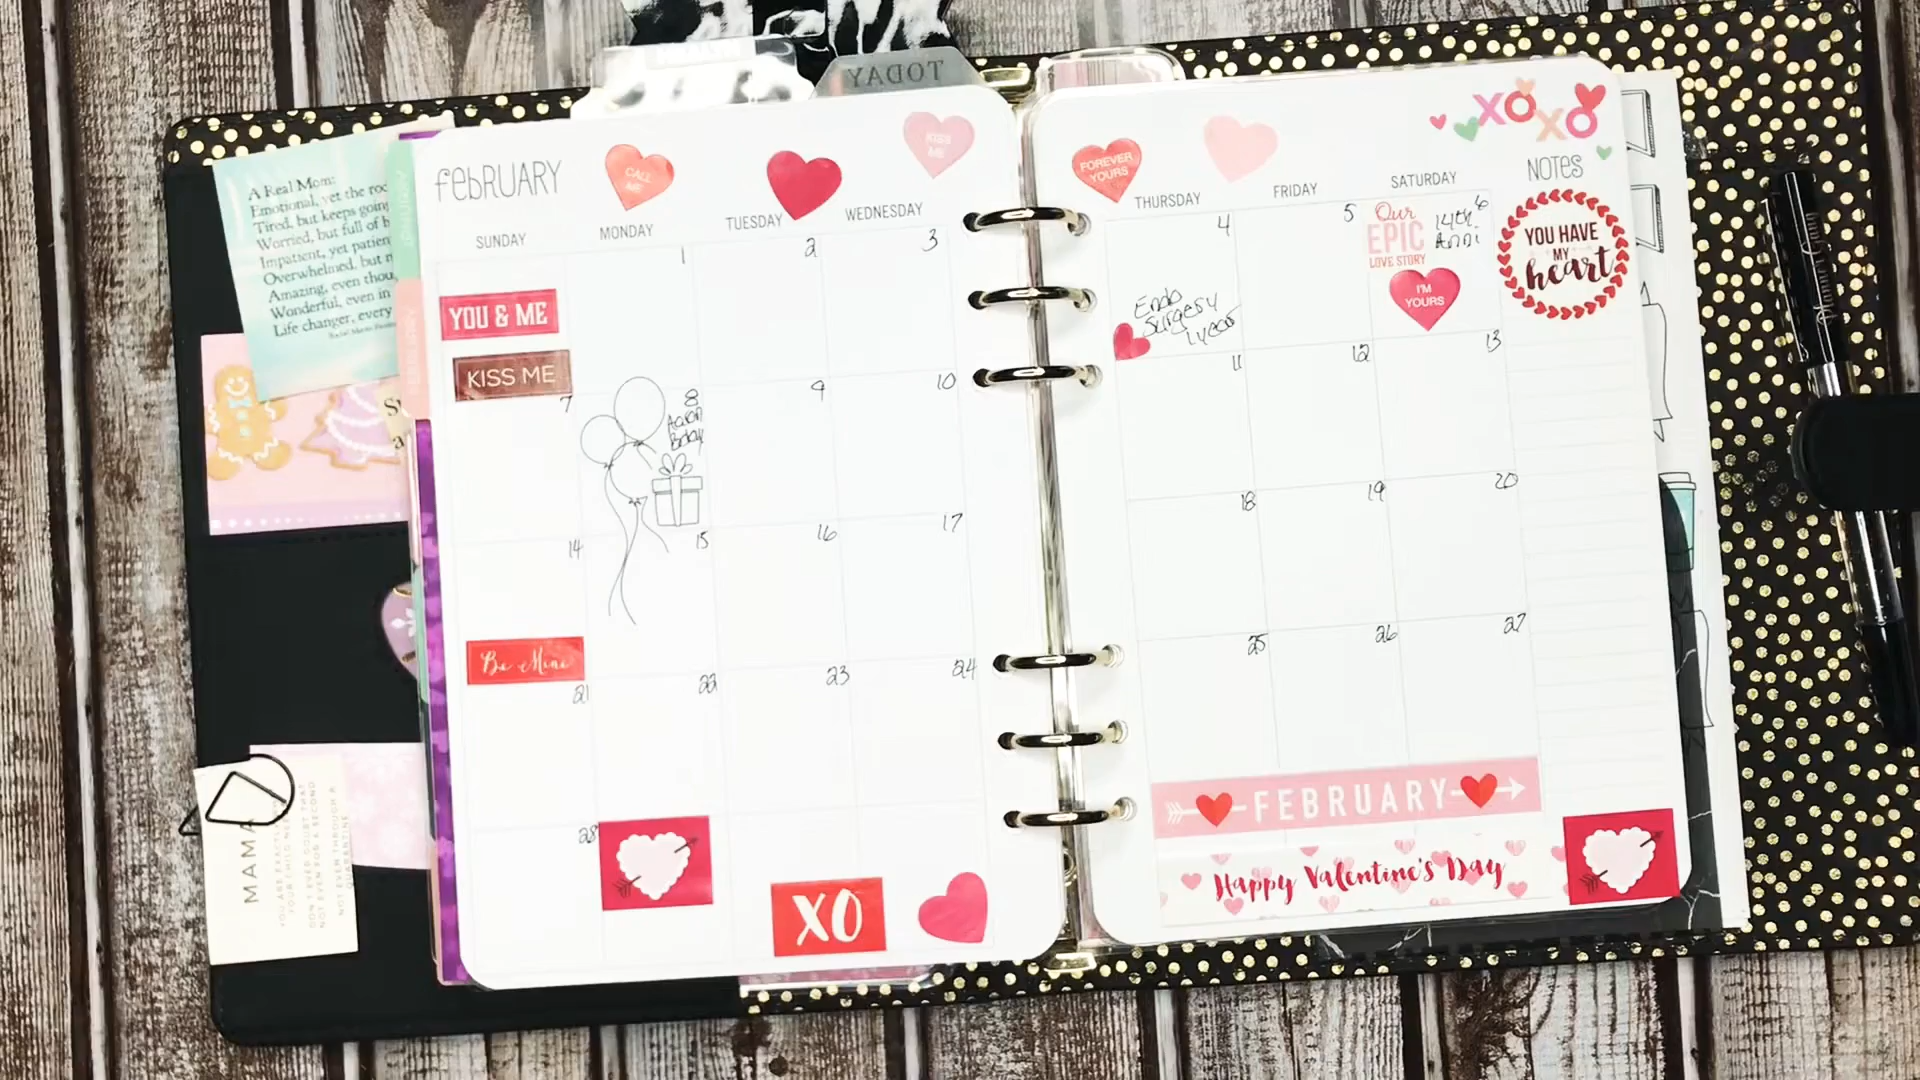 TODAY
A Real Mom:
Emotional, yet the roc
Tired, but keeps going
Worried, but full of h
Impatient, yet patien
Overwhelmed, but n
Amazing, even thou
Wonderful, even in
Life changer, every
FEBRUARY
CALL ME
KISS ME
SUNDAY MONDAY TUESDAY WEDNESDAY
1 2 3
YOU & ME
KISS ME
7 8 9 10
Aaron
Bday
14 15 16 17
Be Mine
21 22 23 24
28
XO
MAMA
FOREVER YOURS
XOXO
THURSDAY FRIDAY SATURDAY NOTES
4 5 6
Our
EPIC
LOVE STORY
14th
Anni
I'M YOURS
YOU HAVE
MY
heart
Endo
Surgery
1 year
11 12 13
18 19 20
25 26 27
FEBRUARY
Happy Valentine's Day
Planner Gang